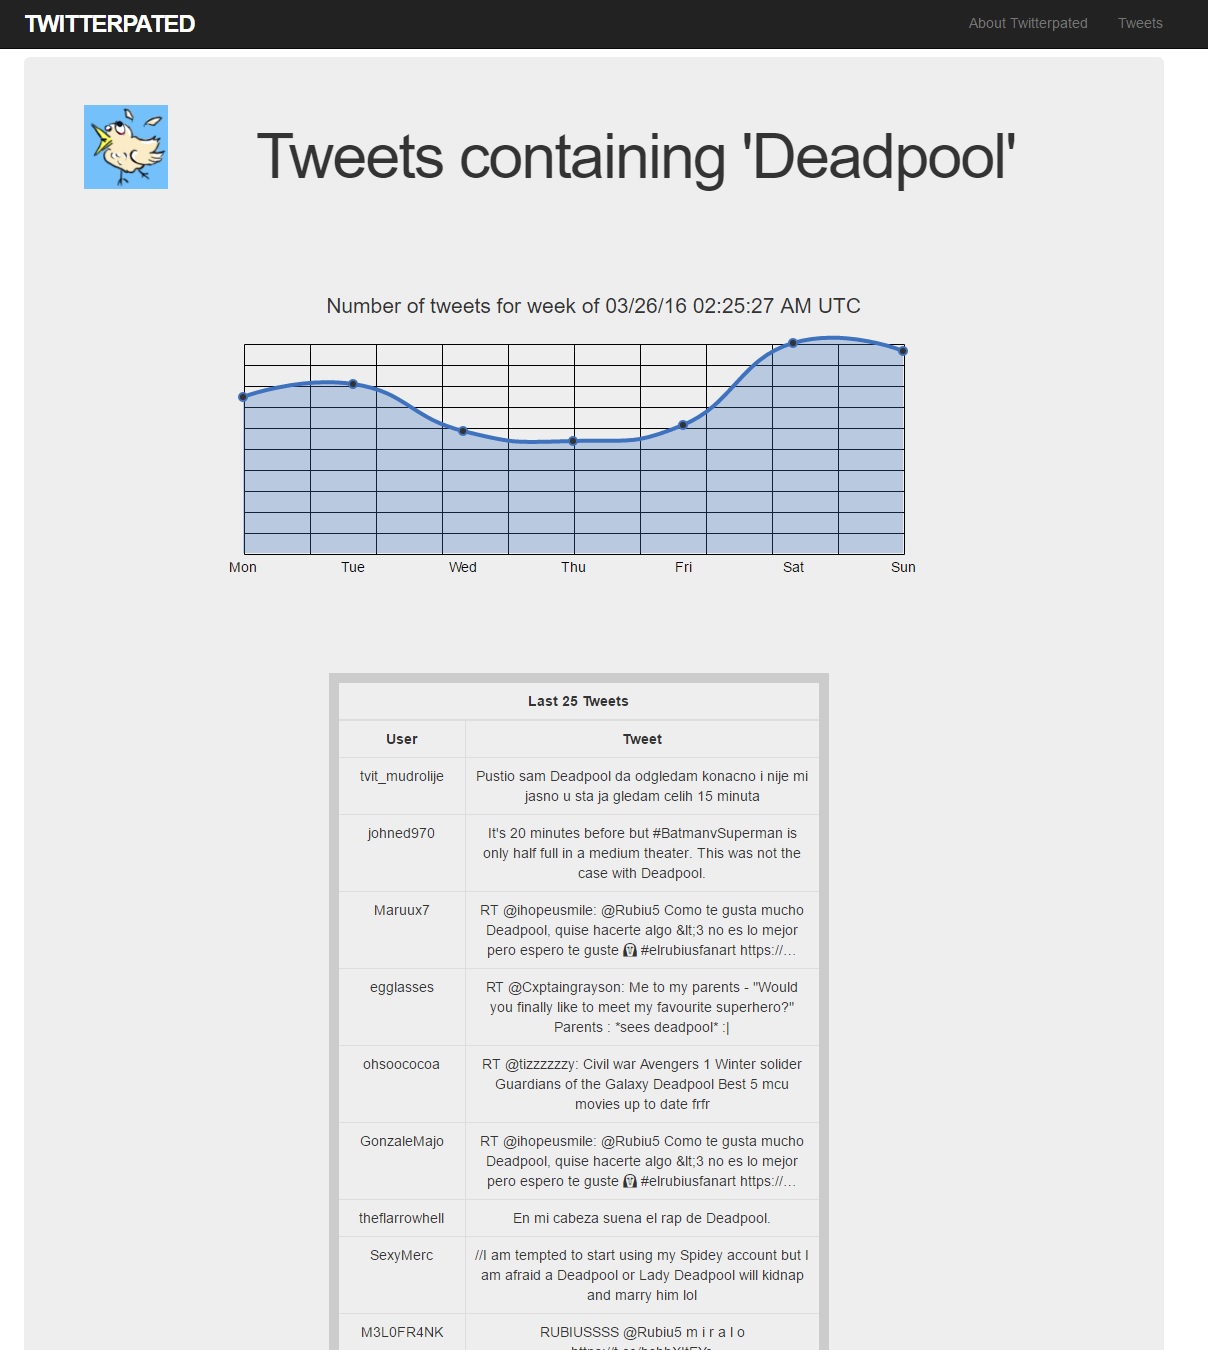 TWITTERPATED
About Twitterpated
Tweets
Tweets containing 'Deadpool'
Number of tweets for week of 03/26/16 02:25:27 AM UTC
Mon Tue Wed Thu Fri Sat Sun
Last 25 Tweets
User Tweet
tvit_mudrolije
Pustio sam Deadpool da odgledam konacno i nije mi
jasno u sta ja gledam celih 15 minuta
johned970
It's 20 minutes before but #BatmanvSuperman is
only half full in a medium theater. This was not the
case with Deadpool.
Maruux7
RT @ihopeusmile: @Rubiu5 Como te gusta mucho
Deadpool, quise hacerte algo &lt;3 no es lo mejor
pero espero te guste #elrubiusfanart https://…
egglasses
RT @Cxptaingrayson: Me to my parents - "Would
you finally like to meet my favourite superhero?"
Parents : *sees deadpool* :|
ohsoococoa
RT @tizzzzzzy: Civil war Avengers 1 Winter solider
Guardians of the Galaxy Deadpool Best 5 mcu
movies up to date frfr
GonzaleMajo
RT @ihopeusmile: @Rubiu5 Como te gusta mucho
Deadpool, quise hacerte algo &lt;3 no es lo mejor
pero espero te guste #elrubiusfanart https://…
theflarrowhell
En mi cabeza suena el rap de Deadpool.
SexyMerc
//I am tempted to start using my Spidey account but I
am afraid a Deadpool or Lady Deadpool will kidnap
and marry him lol
M3L0FR4NK
RUBIUSSSS @Rubiu5 m i r a l o